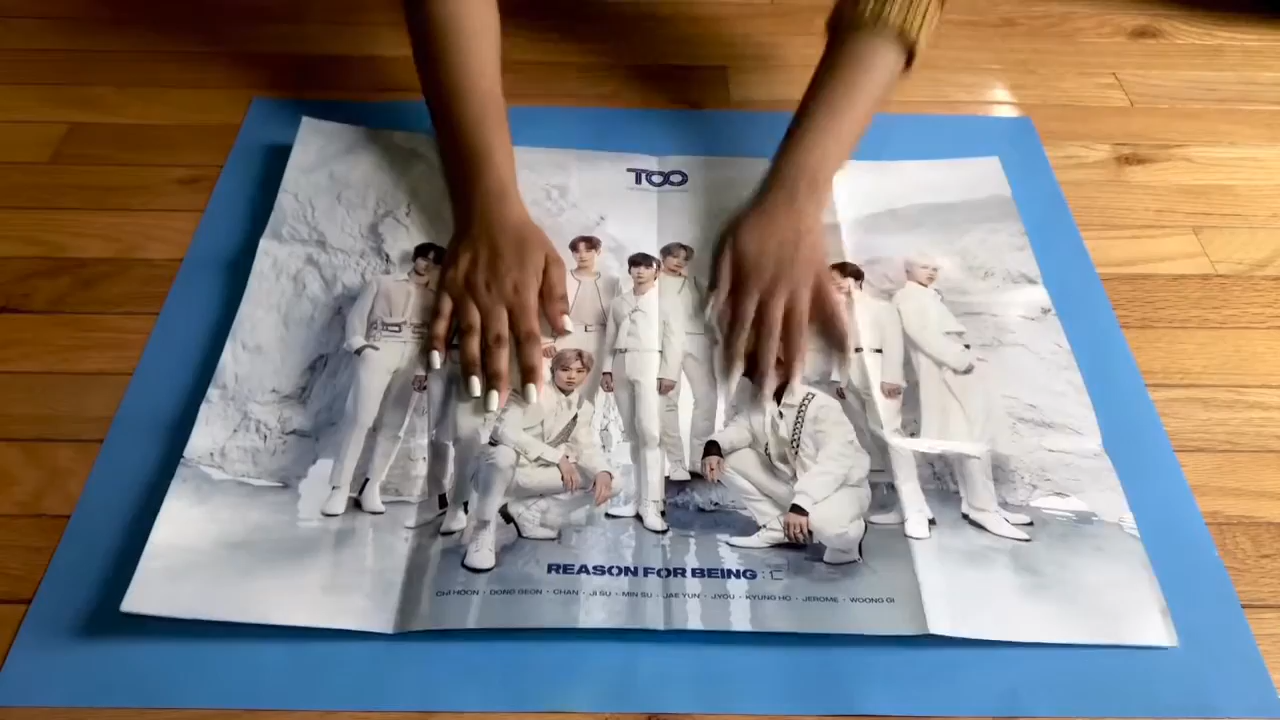 TOO
REASON FOR BEING : 仁
CHI HOON · DONG GEON · CHAN · JI SU · MIN SU · JAE YUN · J.YOU · KYUNG HO · JEROME · WOONG GI